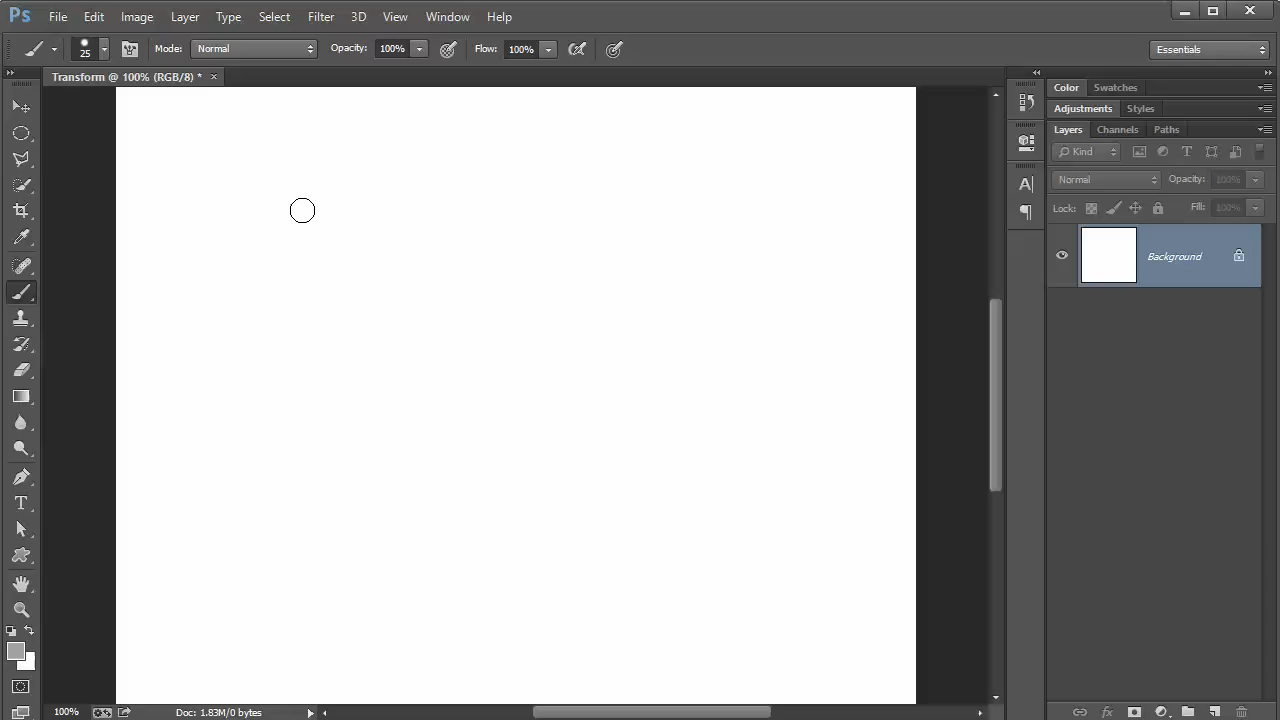 Ps File Edit Image Layer Type Select Filter 3D View Window Help
25 Mode: Normal Opacity: 100% Flow: 100% Essentials
Transform @ 100% (RGB/8) * ×
Color Swatches
Adjustments Styles
Layers Channels Paths
Kind T
Normal Opacity: 100%
Lock: Fill: 100%
A
Background
T
100% Doc: 1.83M/0 bytes
fx